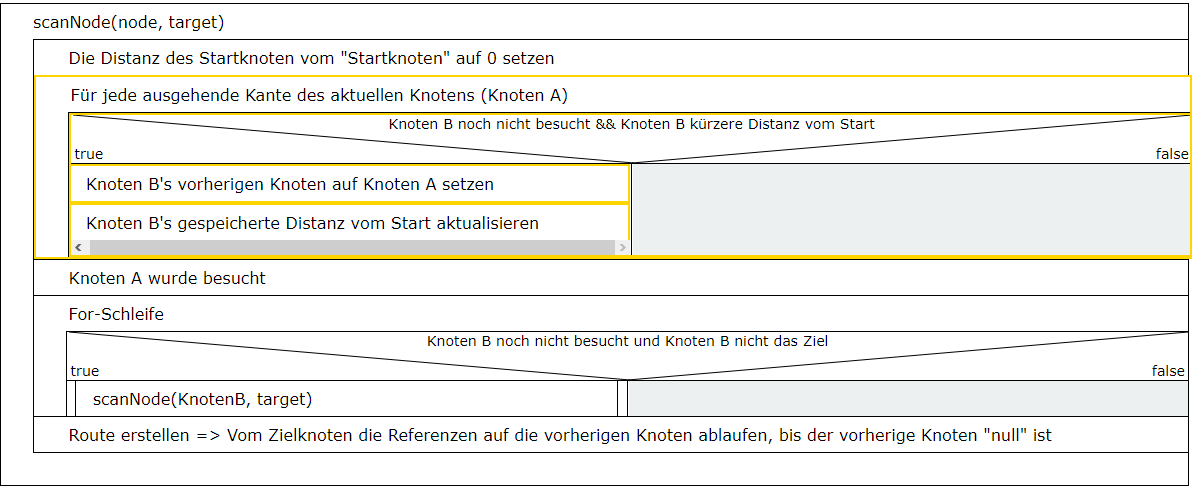 scanNode(node, target)
Die Distanz des Startknoten vom "Startknoten" auf 0 setzen
Für jede ausgehende Kante des aktuellen Knotens (Knoten A)
Knoten B noch nicht besucht && Knoten B kürzere Distanz vom Start
true
false
Knoten B's vorherigen Knoten auf Knoten A setzen
Knoten B's gespeicherte Distanz vom Start aktualisieren
Knoten A wurde besucht
For-Schleife
Knoten B noch nicht besucht und Knoten B nicht das Ziel
true
false
scanNode(KnotenB, target)
Route erstellen => Vom Zielknoten die Referenzen auf die vorherigen Knoten ablaufen, bis der vorherige Knoten "null" ist